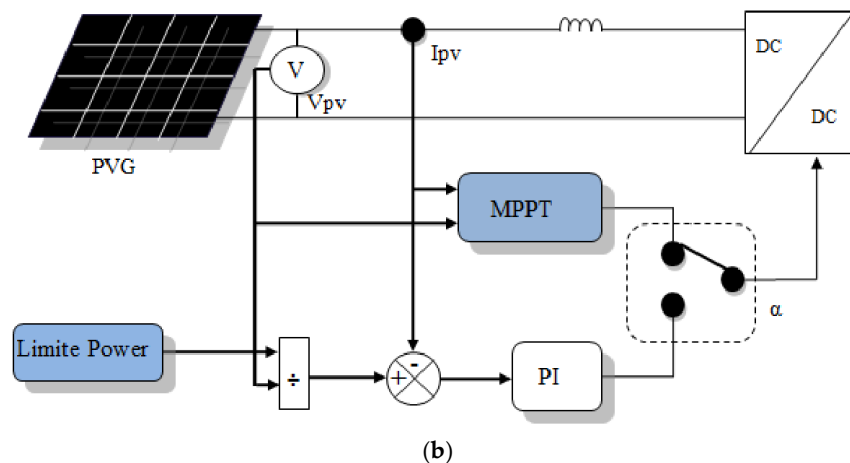 DC
Ipv
V
DC
Vpv
PVG
MPPT
α
Limite Power
-
+
÷
PI
(b)